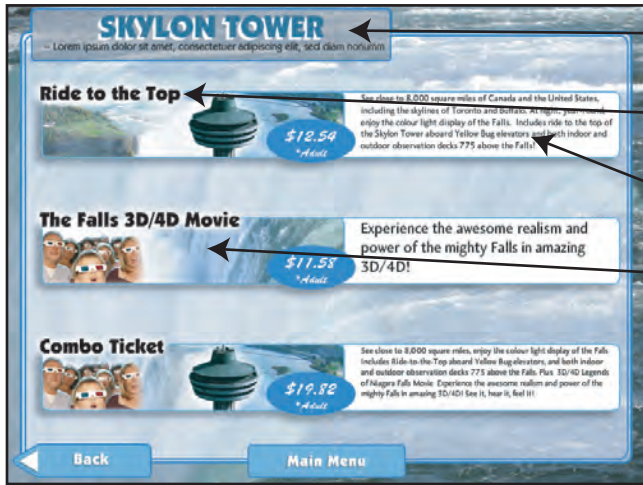 SKYLON TOWER
– Lorem ipsum dolor sit amet, consectetuer adipiscing elit, sed diam nonumm
Ride to the Top
See close to 8,000 square miles of Canada and the United States,
including the skylines of Toronto and Buffalo. At night, year-round
enjoy the colour light display of the Falls. Includes ride to the top of
the Skylon Tower aboard Yellow Bug elevators and both indoor and
outdoor observation decks 775 above the Falls!
$12.54
*Adult
The Falls 3D/4D Movie
Experience the awesome realism and
power of the mighty Falls in amazing
3D/4D!
$11.58
*Adult
Combo Ticket
See close to 8,000 square miles, enjoy the colour light display of the Falls
Includes Ride-to-the-Top aboard Yellow Bug elevators, and both indoor
and outdoor observation decks 775 above the Falls. Plus 3D/4D Legends
of Niagara Falls Movie Experience the awesome realism and power of the
mighty Falls in amazing 3D/4D! See it, hear it, feel it!
$19.82
*Adult
Back
Main Menu